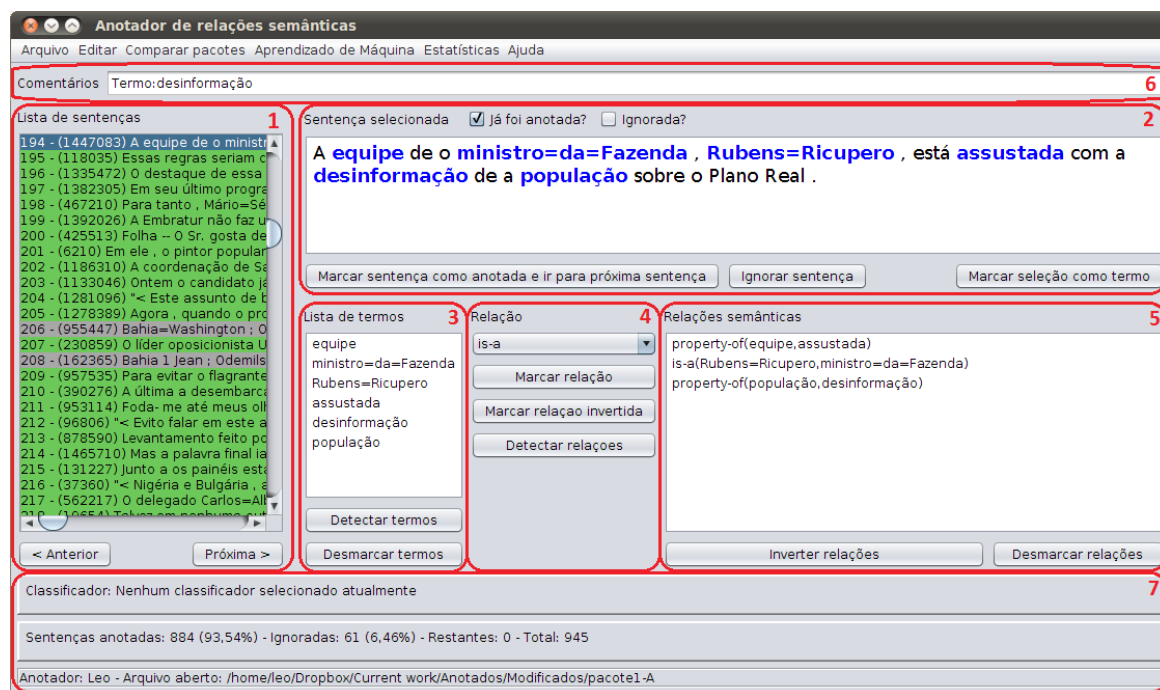 Anotador de relações semânticas
Arquivo Editar Comparar pacotes Aprendizado de Máquina Estatísticas Ajuda
Comentários Termo:desinformação
6
Lista de sentenças 1
194 - (1447083) A equipe de o ministr
195 - (118035) Essas regras seriam c
196 - (1335472) O destaque de essa
197 - (1382305) Em seu último progra
198 - (467210) Para tanto , Mário=Sé
199 - (1392026) A Embratur não faz u
200 - (425513) Folha -- O Sr. gosta de
201 - (6210) Em ele , o pintor popular
202 - (1186310) A coordenação de Sa
203 - (1133046) Ontem o candidato já
204 - (1281096) "< Este assunto de b
205 - (1278389) Agora , quando o pro
206 - (955447) Bahia=Washington ; O
207 - (230859) O líder oposicionista U
208 - (162365) Bahia 1 Jean ; Odemils
209 - (957535) Para evitar o flagrante
210 - (390276) A última a desembarca
211 - (953114) Foda- me até meus olh
212 - (96806) "< Evito falar em este a
213 - (878590) Levantamento feito po
214 - (1465710) Mas a palavra final ia
215 - (131227) Junto a os painéis esta
216 - (37360) "< Nigéria e Bulgária , a
217 - (562217) O delegado Carlos=Alb
< Anterior Próxima >
Sentença selecionada Já foi anotada? Ignorada? 2
A equipe de o ministro=da=Fazenda , Rubens=Ricupero , está assustada com a
desinformação de a população sobre o Plano Real .
Marcar sentença como anotada e ir para próxima sentença Ignorar sentença Marcar seleção como termo
Lista de termos 3
equipe
ministro=da=Fazenda
Rubens=Ricupero
assustada
desinformação
população
Detectar termos
Desmarcar termos
Relação 4
is-a
Marcar relação
Marcar relaçao invertida
Detectar relaçoes
Relações semânticas 5
property-of(equipe,assustada)
is-a(Rubens=Ricupero,ministro=da=Fazenda)
property-of(população,desinformação)
Inverter relações Desmarcar relações
Classificador: Nenhum classificador selecionado atualmente 7
Sentenças anotadas: 884 (93,54%) - Ignoradas: 61 (6,46%) - Restantes: 0 - Total: 945
Anotador: Leo - Arquivo aberto: /home/leo/Dropbox/Current work/Anotados/Modificados/pacote1-A